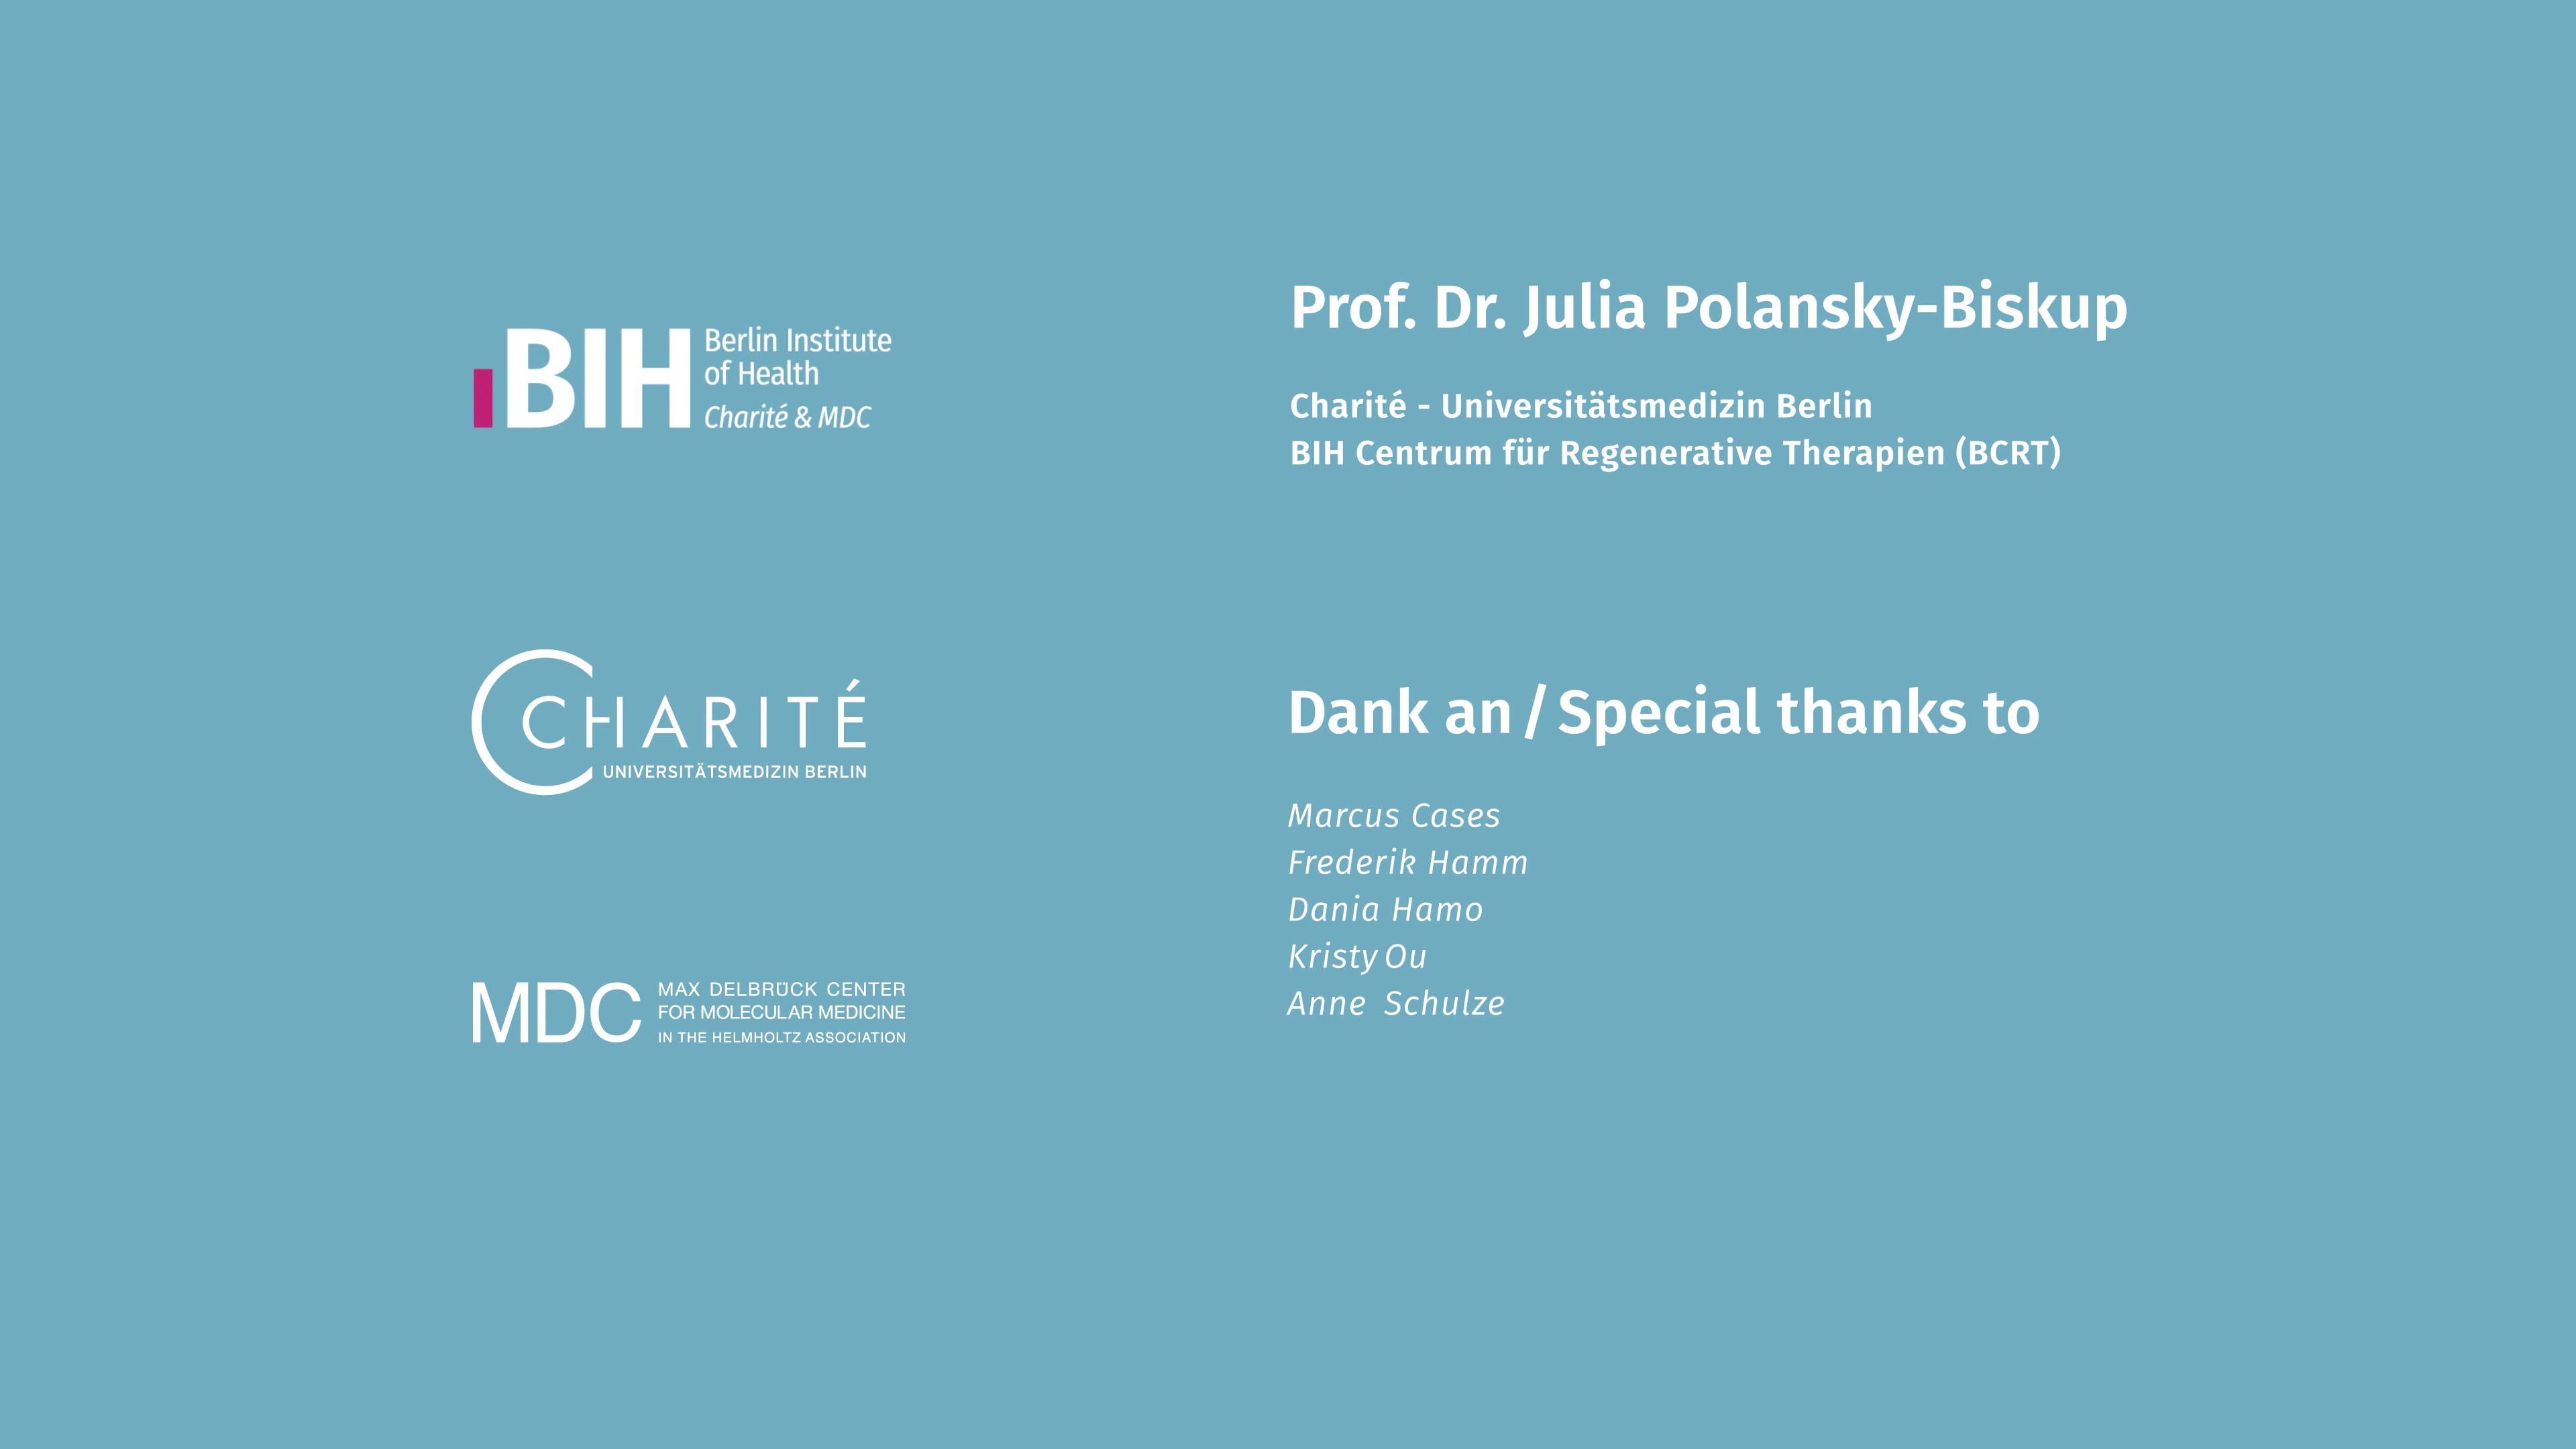 BIH
Berlin Institute
of Health
Charité & MDC
CHARITÉ
UNIVERSITÄTSMEDIZIN BERLIN
MDC
MAX DELBRÜCK CENTER
FOR MOLECULAR MEDICINE
IN THE HELMHOLTZ ASSOCIATION
Prof. Dr. Julia Polansky-Biskup
Charité - Universitätsmedizin Berlin
BIH Centrum für Regenerative Therapien (BCRT)
Dank an / Special thanks to
Marcus Cases
Frederik Hamm
Dania Hamo
Kristy Ou
Anne Schulze